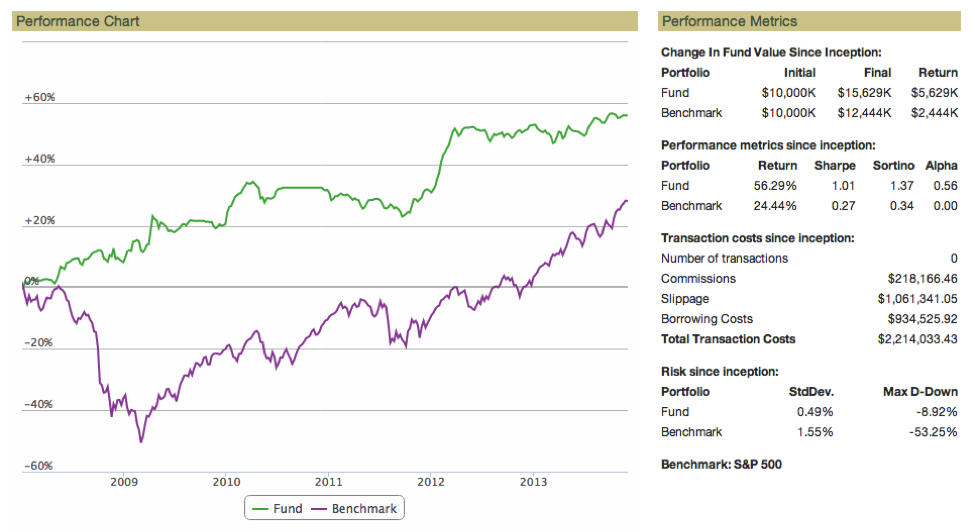 Performance Chart
+60%
+40%
+20%
0%
-20%
-40%
-60%
2009 2010 2011 2012 2013
Fund Benchmark
Performance Metrics
Change In Fund Value Since Inception:
Portfolio Initial Final Return
Fund $10,000K $15,629K $5,629K
Benchmark $10,000K $12,444K $2,444K
Performance metrics since inception:
Portfolio Return Sharpe Sortino Alpha
Fund 56.29% 1.01 1.37 0.56
Benchmark 24.44% 0.27 0.34 0.00
Transaction costs since inception:
Number of transactions 0
Commissions $218,166.46
Slippage $1,061,341.05
Borrowing Costs $934,525.92
Total Transaction Costs $2,214,033.43
Risk since inception:
Portfolio StdDev. Max D-Down
Fund 0.49% -8.92%
Benchmark 1.55% -53.25%
Benchmark: S&P 500